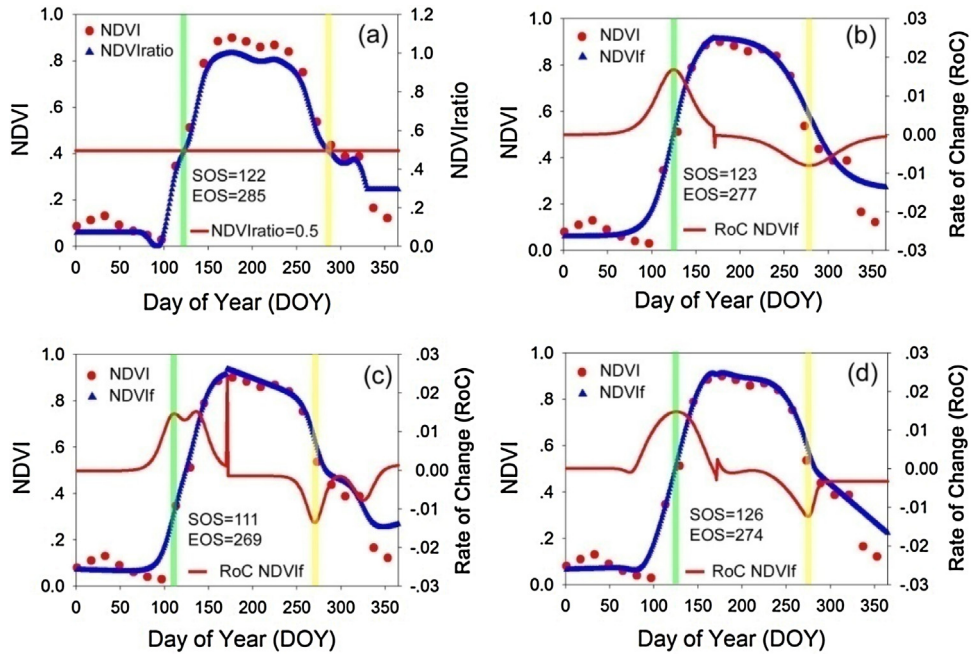 (a)
NDVI
NDVIratio
1.0
.8
.6
.4
.2
0
1.2
1.0
0.8
0.6
0.4
0.2
0.0
NDVI
NDVIratio
SOS=122
EOS=285
NDVIratio=0.5
0 50 100 150 200 250 300 350
Day of Year (DOY)
(b)
NDVI
NDVIf
1.0
.8
.6
.4
.2
0.0
.03
.02
.01
0.00
-.01
-.02
-.03
NDVI
Rate of Change (RoC)
SOS=123
EOS=277
RoC NDVIf
0 50 100 150 200 250 300 350
Day of Year (DOY)
(c)
NDVI
NDVIf
1.0
.8
.6
.4
.2
0.0
.03
.02
.01
0.00
-.01
-.02
-.03
NDVI
Rate of Change (RoC)
SOS=111
EOS=269
RoC NDVIf
0 50 100 150 200 250 300 350
Day of Year (DOY)
(d)
NDVI
NDVIf
1.0
.8
.6
.4
.2
0.0
.03
.02
.01
0.00
-.01
-.02
-.03
NDVI
Rate of Change (RoC)
SOS=126
EOS=274
RoC NDVIf
0 50 100 150 200 250 300 350
Day of Year (DOY)